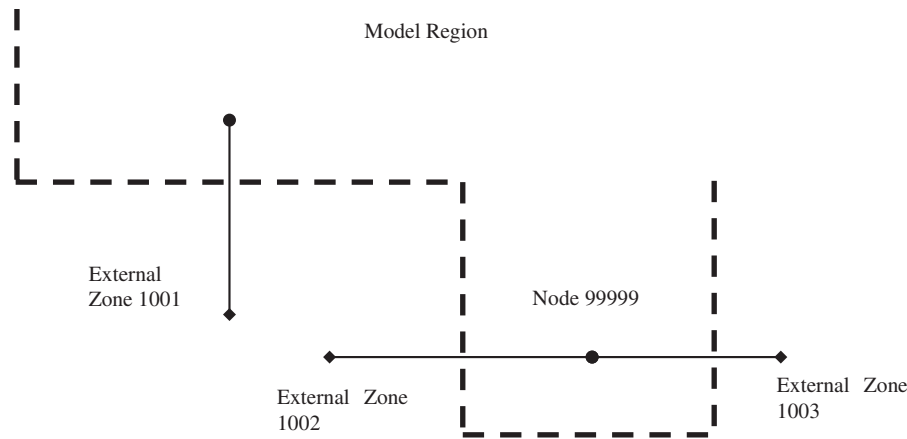 Model Region
External
Zone 1001
Node 99999
External Zone
1002
External Zone
1003